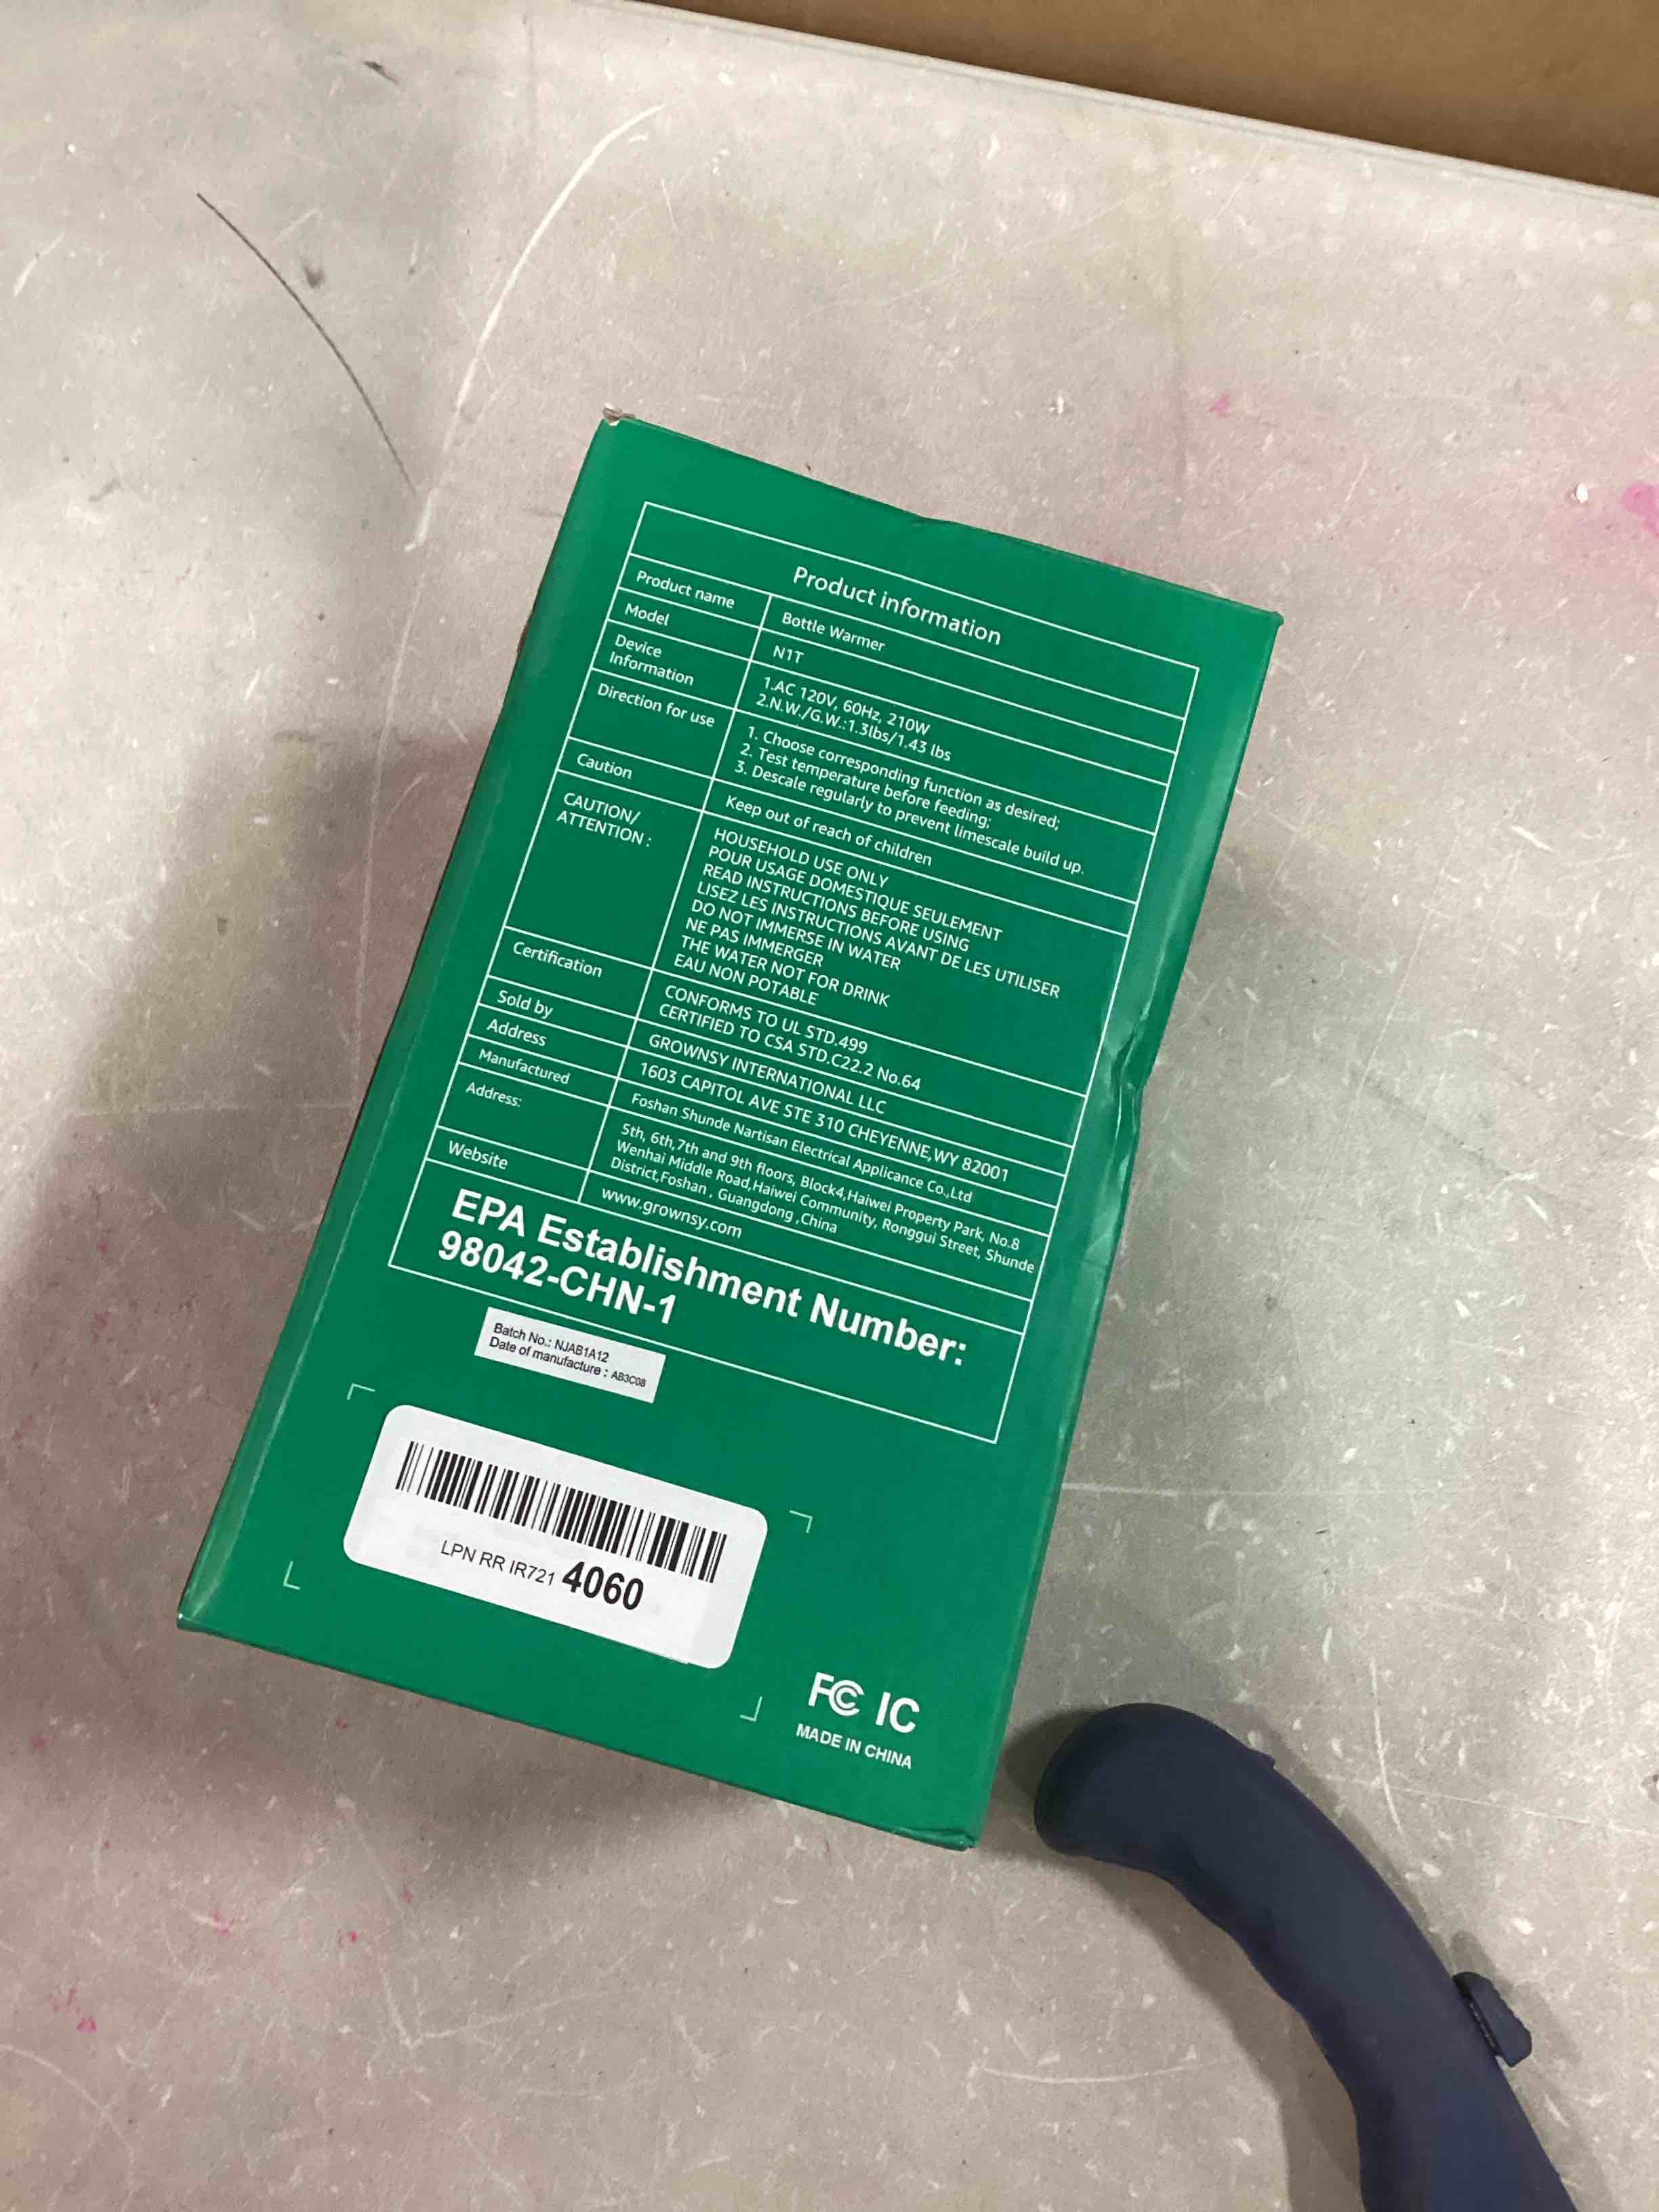 Product information
Product name
Bottle Warmer
Model
N1T
Device
Information
1.AC 120V, 60Hz, 210W
2.N.W./G.W.:1.3lbs/1.43 lbs
Direction for use
1. Choose corresponding function as desired;
2. Test temperature before feeding;
3. Descale regularly to prevent limescale build up.
Caution
Keep out of reach of children
CAUTION/
ATTENTION :
HOUSEHOLD USE ONLY
POUR USAGE DOMESTIQUE SEULEMENT
READ INSTRUCTIONS BEFORE USING
LISEZ LES INSTRUCTIONS AVANT DE LES UTILISER
DO NOT IMMERSE IN WATER
NE PAS IMMERGER
THE WATER NOT FOR DRINK
EAU NON POTABLE
Certification
CONFORMS TO UL STD.499
CERTIFIED TO CSA STD.C22.2 No.64
Sold by
GROWNSY INTERNATIONAL LLC
Address
1603 CAPITOL AVE STE 310 CHEYENNE,WY 82001
Manufactured
Foshan Shunde Nartisan Electrical Applicance Co.,Ltd
Address:
5th, 6th,7th and 9th floors, Block4,Haiwei Property Park, No.8
Wenhai Middle Road,Haiwei Community, Ronggui Street, Shunde
District,Foshan , Guangdong ,China
Website
www.grownsy.com
EPA Establishment Number:
98042-CHN-1
Batch No.: NJAB1A12
Date of manufacture : AB3C08
LPN RR IR721 4060
FC IC
MADE IN CHINA